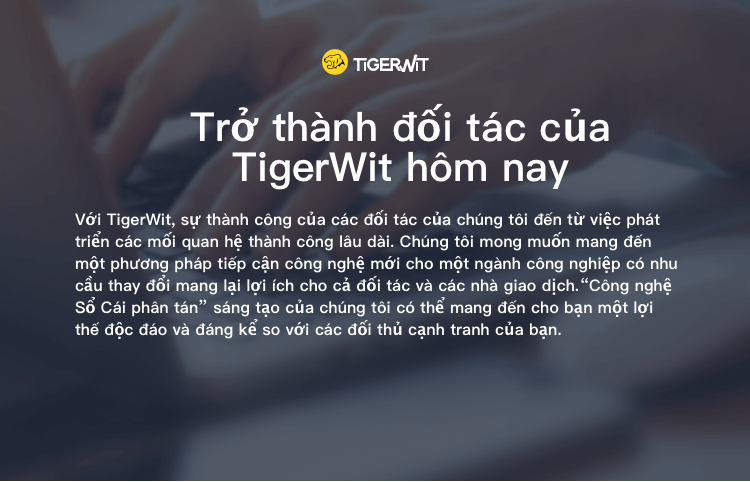 TiGERWiT
Trở thành đối tác của
TigerWit hôm nay
Với TigerWit, sự thành công của các đối tác của chúng tôi đến từ việc phát
triển các mối quan hệ thành công lâu dài. Chúng tôi mong muốn mang đến
một phương pháp tiếp cận công nghệ mới cho một ngành công nghiệp có nhu
cầu thay đổi mang lại lợi ích cho cả đối tác và các nhà giao dịch.“Công nghệ
Sổ Cái phân tán” sáng tạo của chúng tôi có thể mang đến cho bạn một lợi
thế độc đáo và đáng kể so với các đối thủ cạnh tranh của bạn.